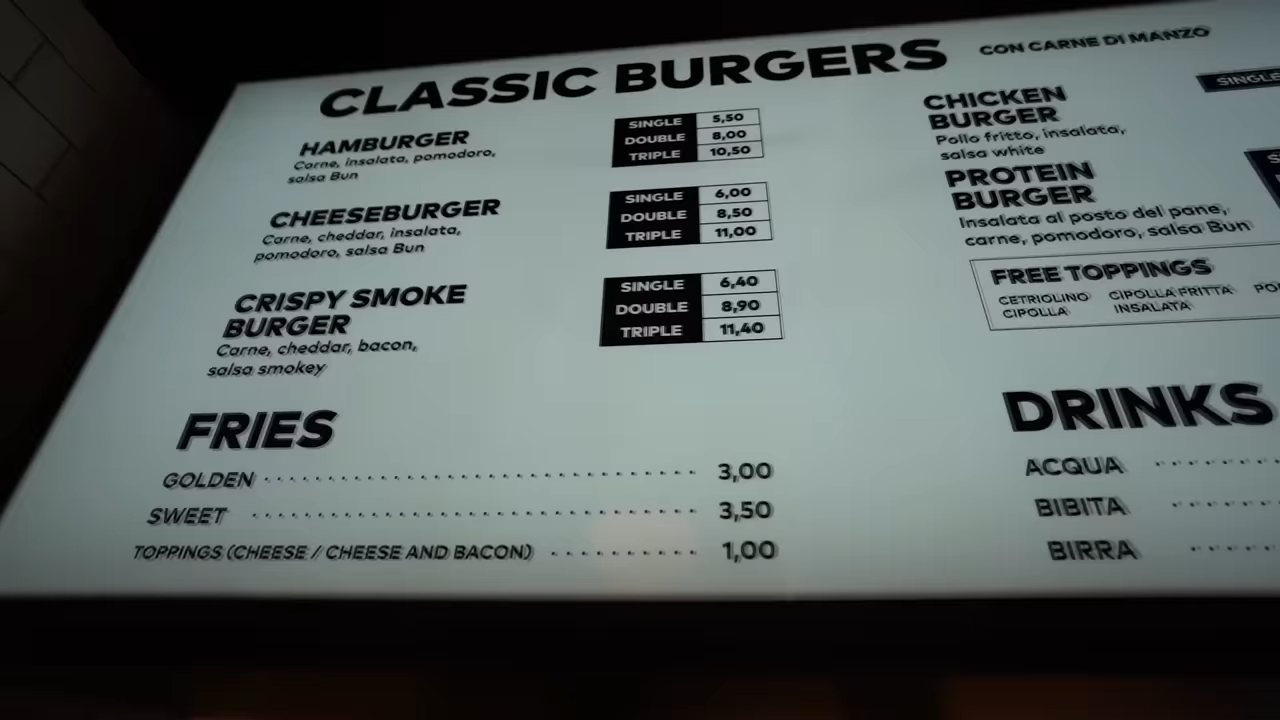 CLASSIC BURGERS
CON CARNE DI MANZO
HAMBURGER
Carne, insalata, pomodoro,
salsa Bun
SINGLE 5,50
DOUBLE 8,00
TRIPLE 10,50
CHEESEBURGER
Carne, cheddar, insalata,
pomodoro, salsa Bun
SINGLE 6,00
DOUBLE 8,50
TRIPLE 11,00
CRISPY SMOKE
BURGER
Carne, cheddar, bacon,
salsa smokey
SINGLE 6,40
DOUBLE 8,90
TRIPLE 11,40
FRIES
GOLDEN 3,00
SWEET 3,50
TOPPINGS (CHEESE / CHEESE AND BACON) 1,00
CHICKEN
BURGER
Pollo fritto, insalata,
salsa white
SINGLE
PROTEIN
BURGER
Insalata al posto del pane,
carne, pomodoro, salsa Bun
FREE TOPPINGS
CETRIOLINO CIPOLLA FRITTA
CIPOLLA INSALATA
DRINKS
ACQUA
BIBITA
BIRRA